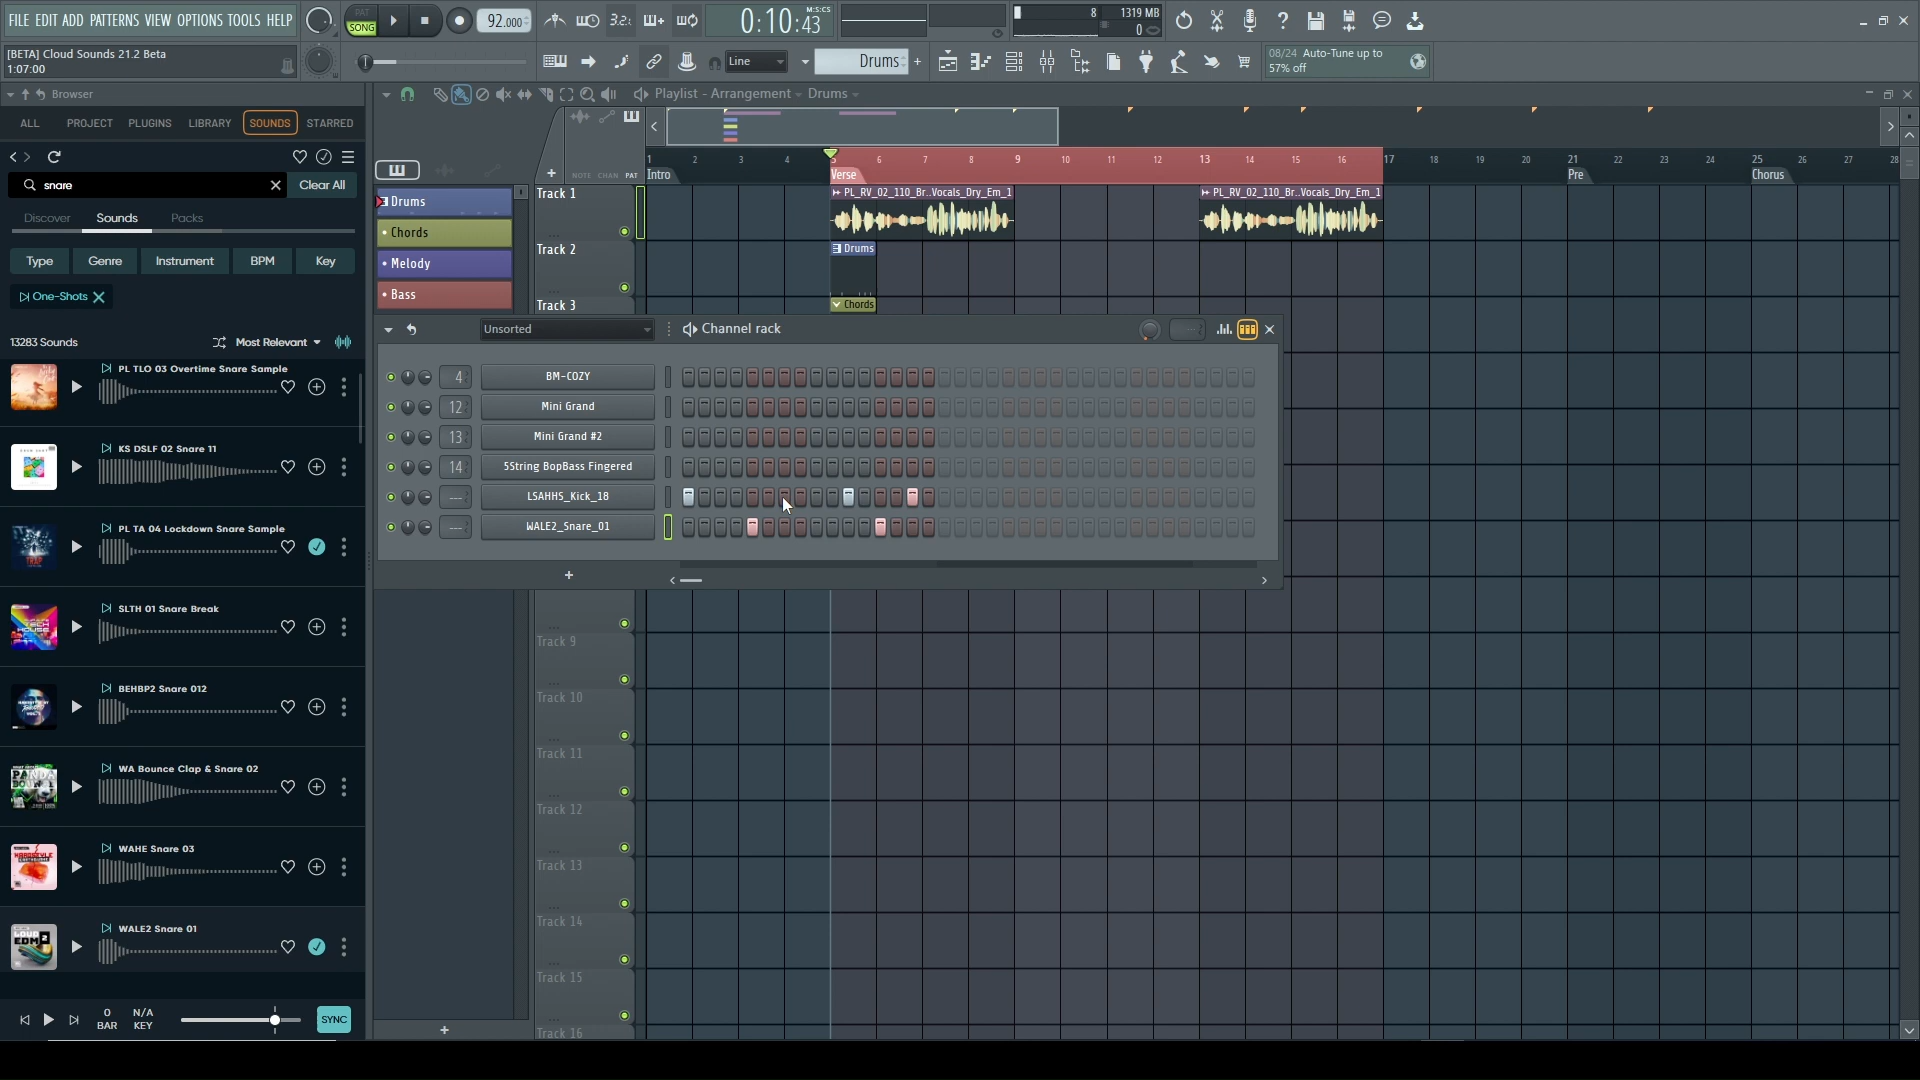 FILE EDIT ADD PATTERNS VIEW OPTIONS TOOLS HELP
PAT
SONG
92.000
3.2.
0:10:43
M:S:CS
8
1319 MB
0
[BETA] Cloud Sounds 21.2 Beta
1:07:00
Line
Drums
08/24 Auto-Tune up to
57% off
Browser
Playlist - Arrangement
Drums
ALL
PROJECT
PLUGINS
LIBRARY
SOUNDS
STARRED
snare
Clear All
Discover
Sounds
Packs
Type
Genre
Instrument
BPM
Key
One-Shots
13283 Sounds
Most Relevant
PL TLO 03 Overtime Snare Sample
KS DSLF 02 Snare 11
PL TA 04 Lockdown Snare Sample
SLTH 01 Snare Break
BEHBP2 Snare 012
WA Bounce Clap & Snare 02
WAHE Snare 03
WALE2 Snare 01
0
BAR
N/A
KEY
SYNC
Drums
Chords
Melody
Bass
NOTE CHAN PAT
1 2 3 4 5 6 7 8 9 10 11 12 13 14 15 16 17 18 19 20 21 22 23 24 25 26 27 28
Intro
Verse
Pre
Chorus
Track 1
PL_RV_02_110_Br..Vocals_Dry_Em_1
PL_RV_02_110_Br..Vocals_Dry_Em_1
Track 2
Drums
Track 3
Chords
Unsorted
Channel rack
4 BM-COZY
12 Mini Grand
13 Mini Grand #2
14 5String BopBass Fingered
--- LSAHHS_Kick_18
--- WALE2_Snare_01
Track 9
Track 10
Track 11
Track 12
Track 13
Track 14
Track 15
Track 16